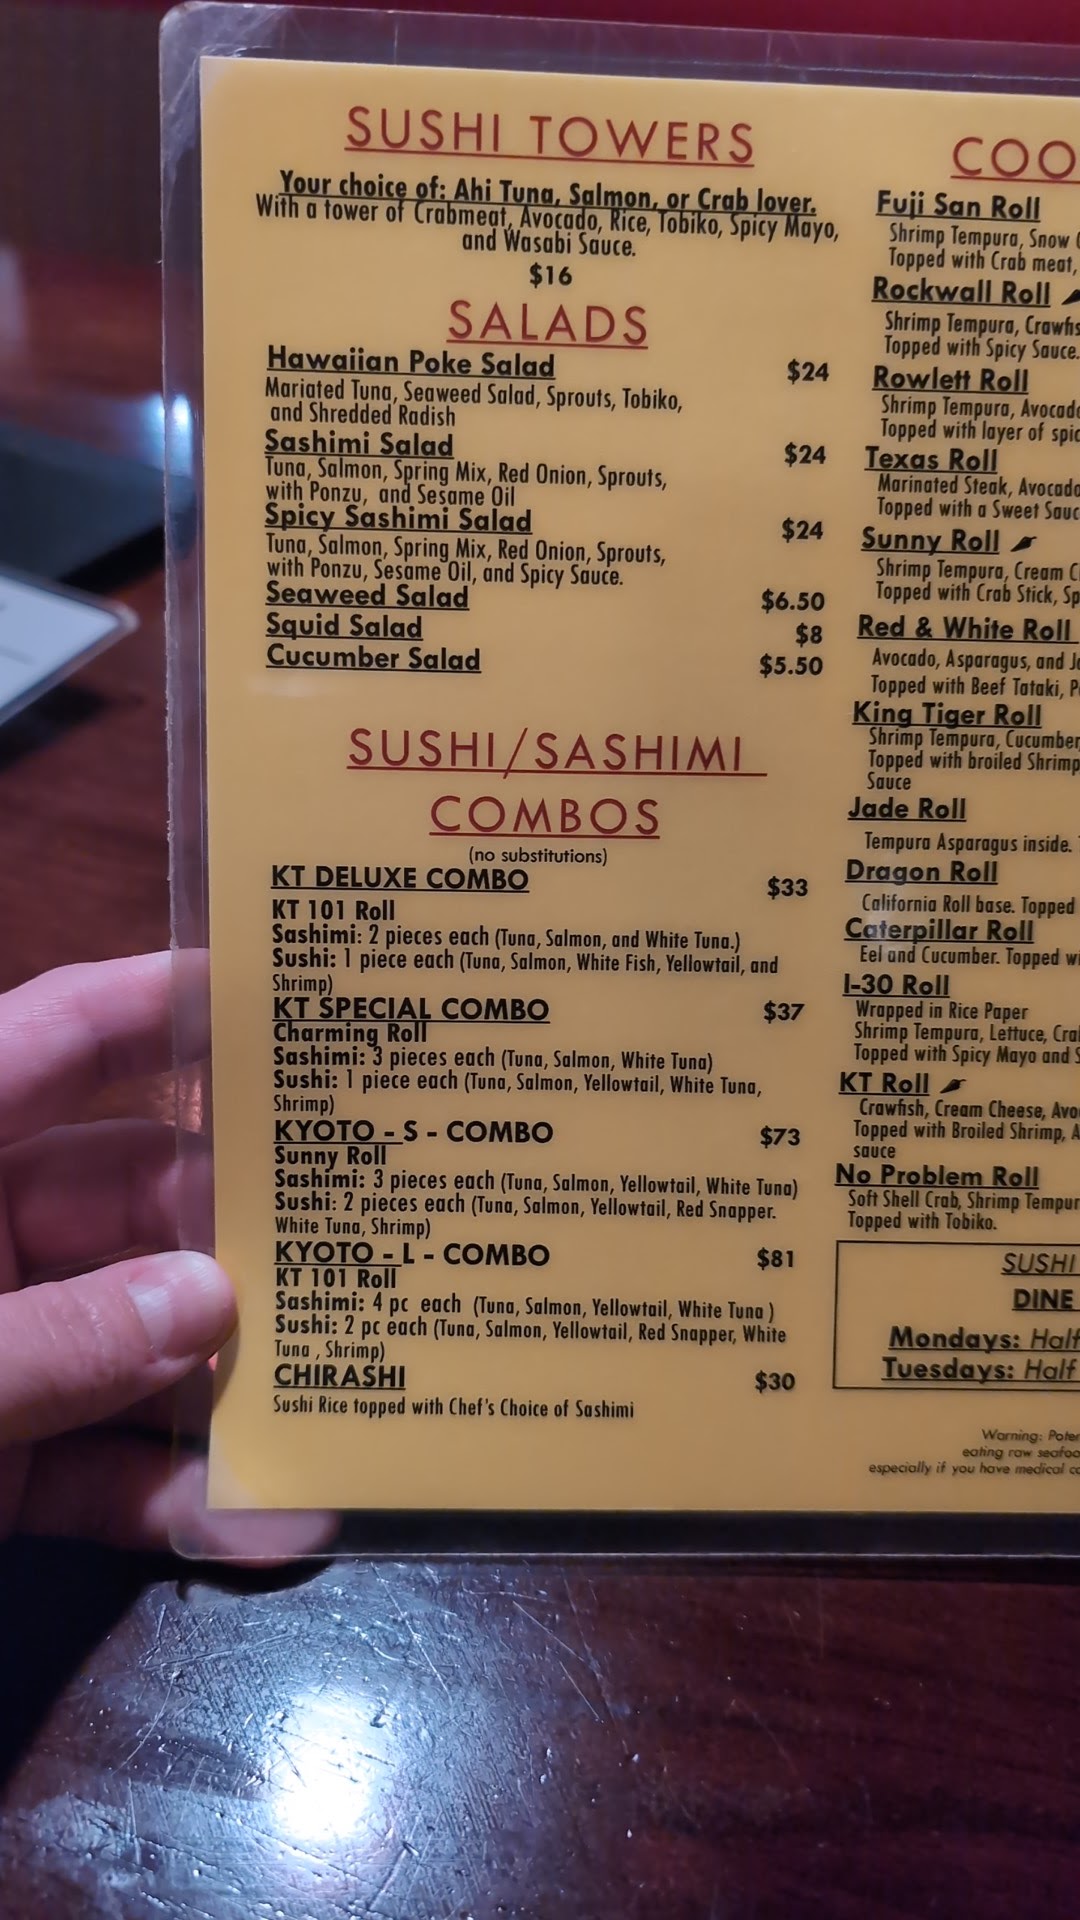 SUSHI TOWERS
Your choice of: Ahi Tuna, Salmon, or Crab lover.
With a tower of Crabmeat, Avocado, Rice, Tobiko, Spicy Mayo,
and Wasabi Sauce.
$16
SALADS
Hawaiian Poke Salad $24
Mariated Tuna, Seaweed Salad, Sprouts, Tobiko,
and Shredded Radish
Sashimi Salad $24
Tuna, Salmon, Spring Mix, Red Onion, Sprouts,
with Ponzu, and Sesame Oil
Spicy Sashimi Salad $24
Tuna, Salmon, Spring Mix, Red Onion, Sprouts,
with Ponzu, Sesame Oil, and Spicy Sauce.
Seaweed Salad $6.50
Squid Salad $8
Cucumber Salad $5.50
SUSHI/SASHIMI
COMBOS
(no substitutions)
KT DELUXE COMBO $33
KT 101 Roll
Sashimi: 2 pieces each (Tuna, Salmon, and White Tuna.)
Sushi: 1 piece each (Tuna, Salmon, White Fish, Yellowtail, and
Shrimp)
KT SPECIAL COMBO $37
Charming Roll
Sashimi: 3 pieces each (Tuna, Salmon, White Tuna)
Sushi: 1 piece each (Tuna, Salmon, Yellowtail, White Tuna,
Shrimp)
KYOTO - S - COMBO $73
Sunny Roll
Sashimi: 3 pieces each (Tuna, Salmon, Yellowtail, White Tuna)
Sushi: 2 pieces each (Tuna, Salmon, Yellowtail, Red Snapper.
White Tuna, Shrimp)
KYOTO - L - COMBO $81
KT 101 Roll
Sashimi: 4 pc each (Tuna, Salmon, Yellowtail, White Tuna )
Sushi: 2 pc each (Tuna, Salmon, Yellowtail, Red Snapper, White
Tuna , Shrimp)
CHIRASHI $30
Sushi Rice topped with Chef's Choice of Sashimi
COO
Fuji San Roll
Shrimp Tempura, Snow
Topped with Crab meat,
Rockwall Roll
Shrimp Tempura, Crawfis
Topped with Spicy Sauce.
Rowlett Roll
Shrimp Tempura, Avocado
Topped with layer of spic
Texas Roll
Marinated Steak, Avocado
Topped with a Sweet Sauc
Sunny Roll
Shrimp Tempura, Cream C
Topped with Crab Stick, Sp
Red & White Roll
Avocado, Asparagus, and Ja
Topped with Beef Tataki, P
King Tiger Roll
Shrimp Tempura, Cucumber,
Topped with broiled Shrimp
Sauce
Jade Roll
Tempura Asparagus inside.
Dragon Roll
California Roll base. Topped
Caterpillar Roll
Eel and Cucumber. Topped wi
I-30 Roll
Wrapped in Rice Paper
Shrimp Tempura, Lettuce, Crab
Topped with Spicy Mayo and S
KT Roll
Crawfish, Cream Cheese, Avo
Topped with Broiled Shrimp, A
sauce
No Problem Roll
Soft Shell Crab, Shrimp Tempur
Topped with Tobiko.
SUSHI
DINE
Mondays: Half
Tuesdays: Half
Warning: Poten
eating raw seafoo
especially if you have medical co